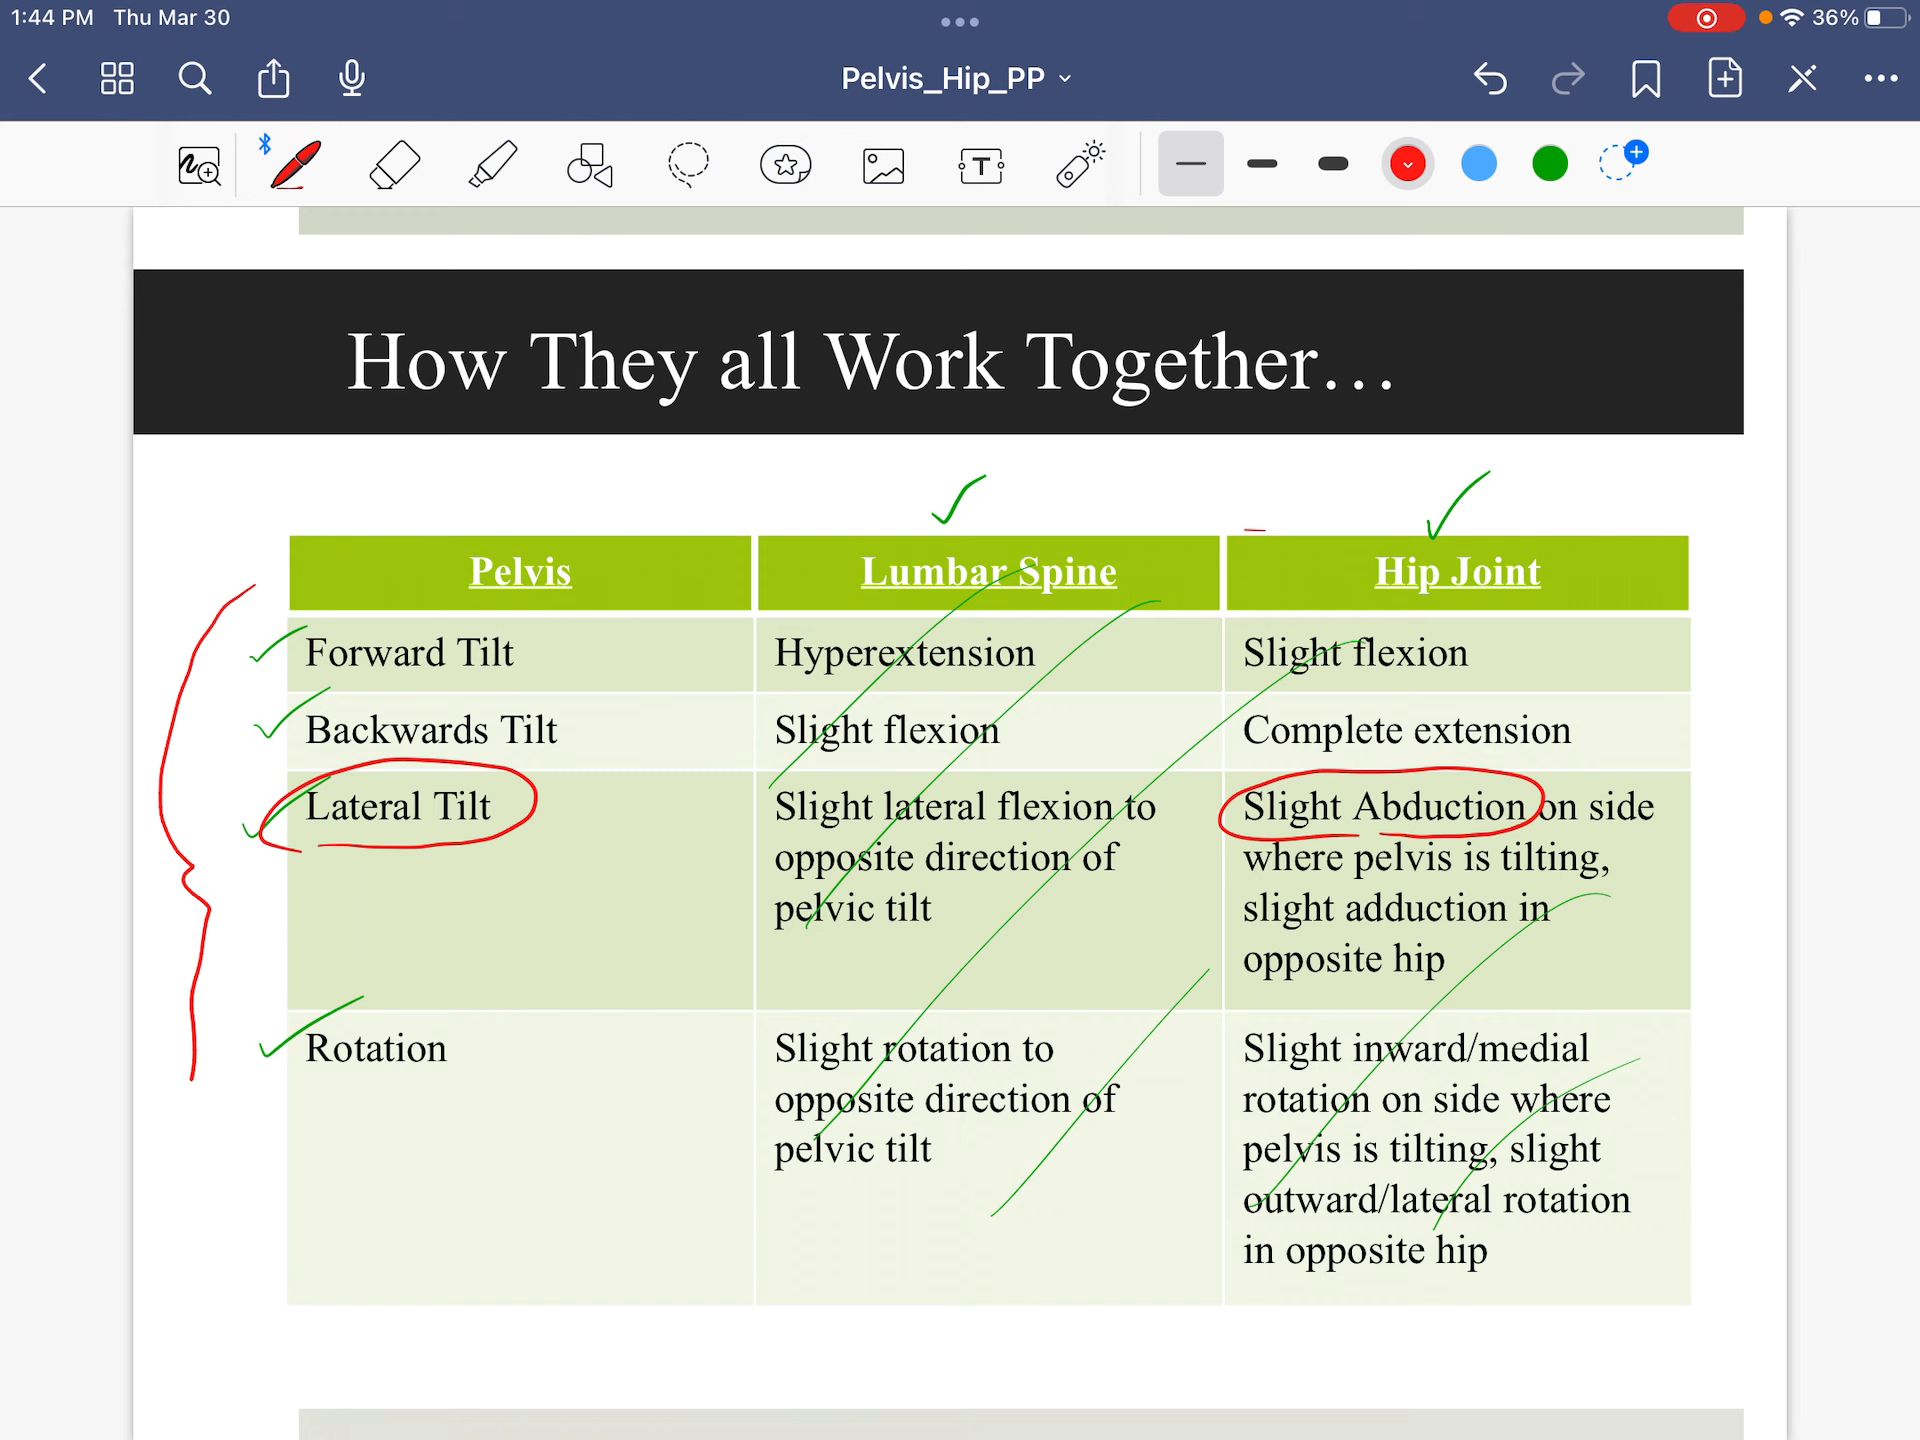 1:44 PM Thu Mar 30
36%
Pelvis_Hip_PP
T
How They all Work Together…
Pelvis
Lumbar Spine
Hip Joint
Forward Tilt
Hyperextension
Slight flexion
Backwards Tilt
Slight flexion
Complete extension
Lateral Tilt
Slight lateral flexion to
opposite direction of
pelvic tilt
Slight Abduction on side
where pelvis is tilting,
slight adduction in
opposite hip
Rotation
Slight rotation to
opposite direction of
pelvic tilt
Slight inward/medial
rotation on side where
pelvis is tilting, slight
outward/lateral rotation
in opposite hip